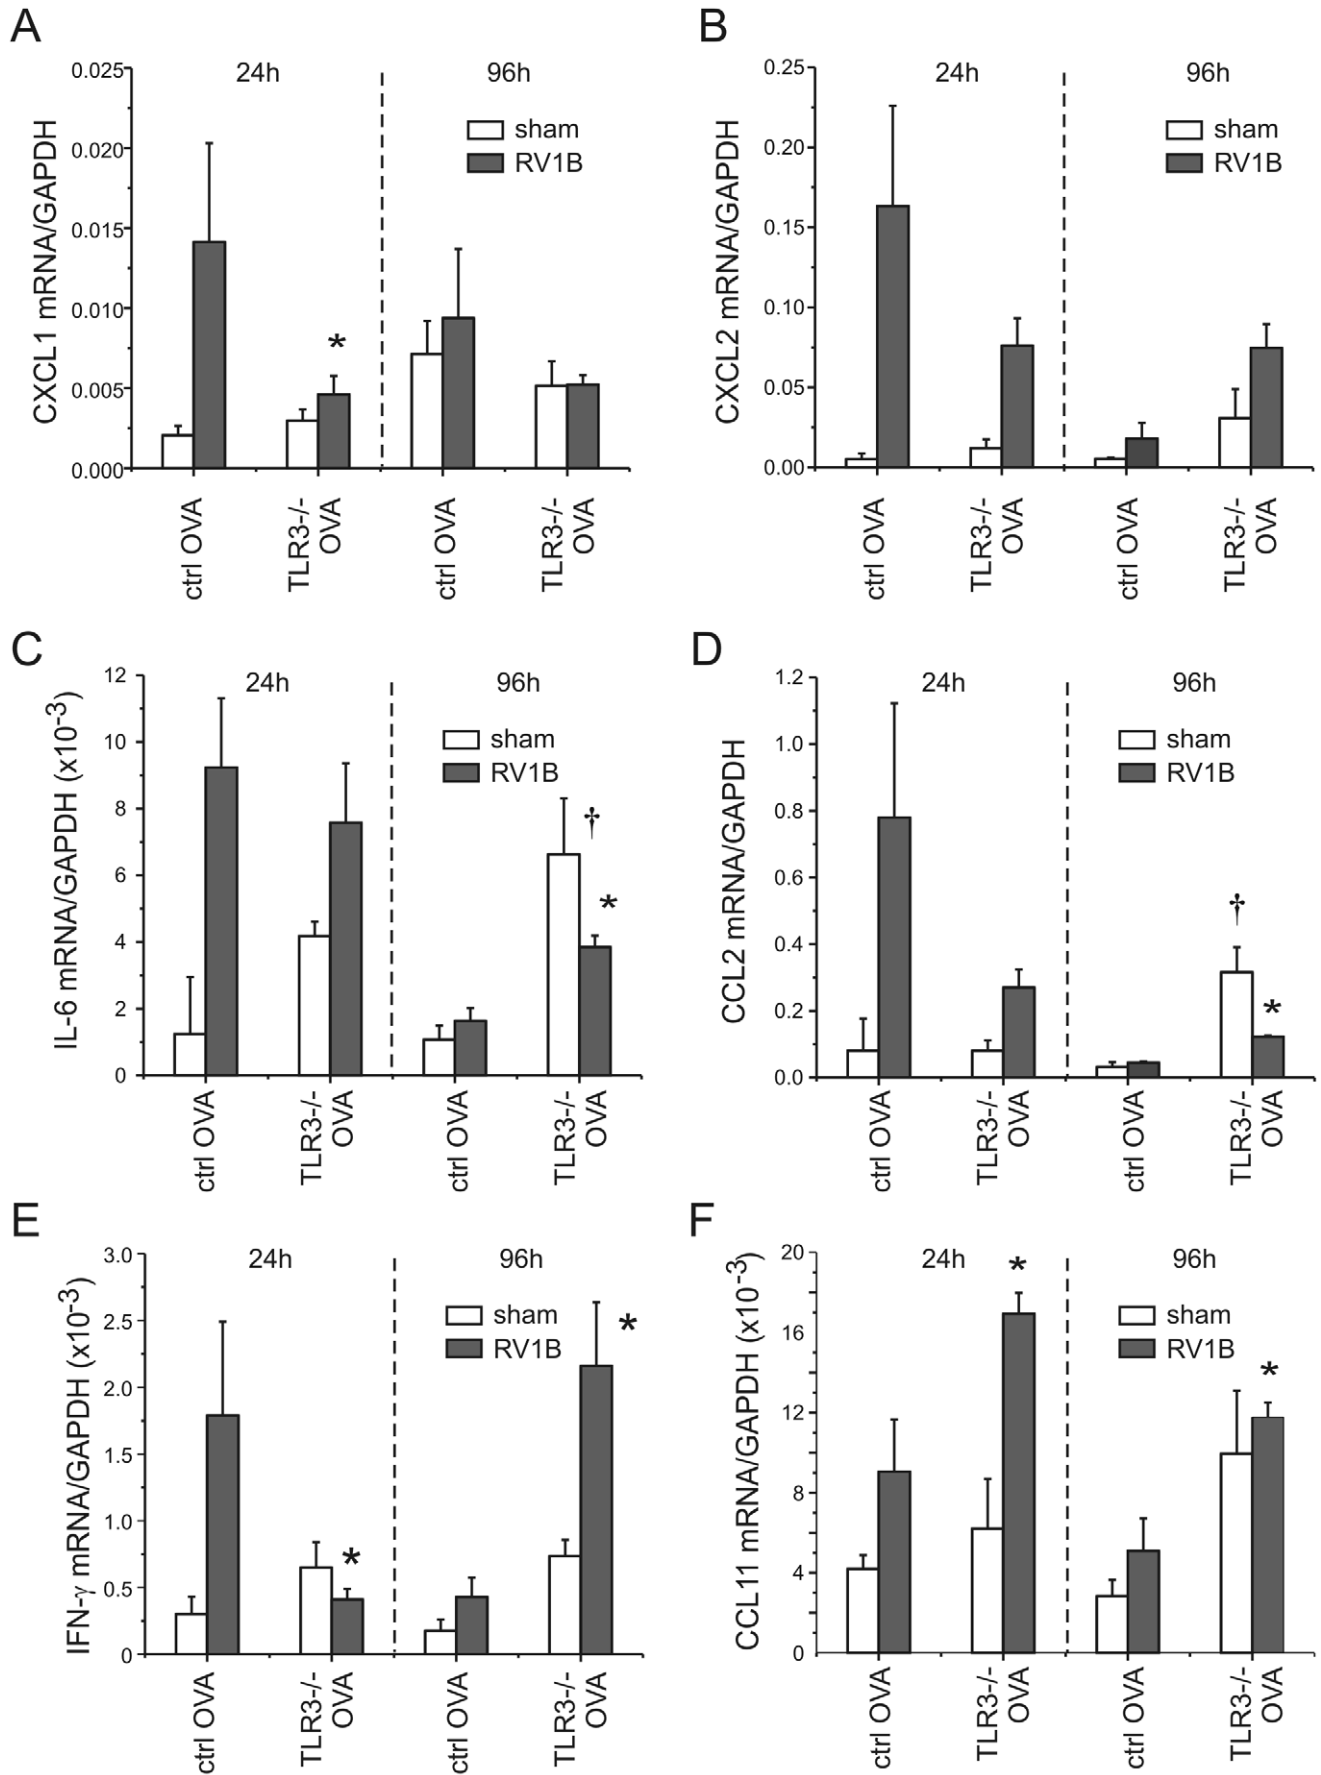 A
24h
96h
sham
RV1B
CXCL1 mRNA/GAPDH
0.025
0.020
0.015
0.010
0.005
0.000
ctrl OVA
TLR3-/-
OVA
ctrl OVA
TLR3-/-
OVA
B
24h
96h
sham
RV1B
CXCL2 mRNA/GAPDH
0.25
0.20
0.15
0.10
0.05
0.00
ctrl OVA
TLR3-/-
OVA
ctrl OVA
TLR3-/-
OVA
*
C
24h
96h
sham
RV1B
IL-6 mRNA/GAPDH (x10-3)
12
10
8
6
4
2
0
†
*
ctrl OVA
TLR3-/-
OVA
ctrl OVA
TLR3-/-
OVA
D
24h
96h
sham
RV1B
CCL2 mRNA/GAPDH
1.2
1.0
0.8
0.6
0.4
0.2
0.0
†
*
ctrl OVA
TLR3-/-
OVA
ctrl OVA
TLR3-/-
OVA
E
24h
96h
sham
RV1B
IFN-γ mRNA/GAPDH (x10-3)
3.0
2.5
2.0
1.5
1.0
0.5
0
*
*
ctrl OVA
TLR3-/-
OVA
ctrl OVA
TLR3-/-
OVA
F
24h
96h
sham
RV1B
CCL11 mRNA/GAPDH (x10-3)
20
16
12
8
4
0
*
*
ctrl OVA
TLR3-/-
OVA
ctrl OVA
TLR3-/-
OVA